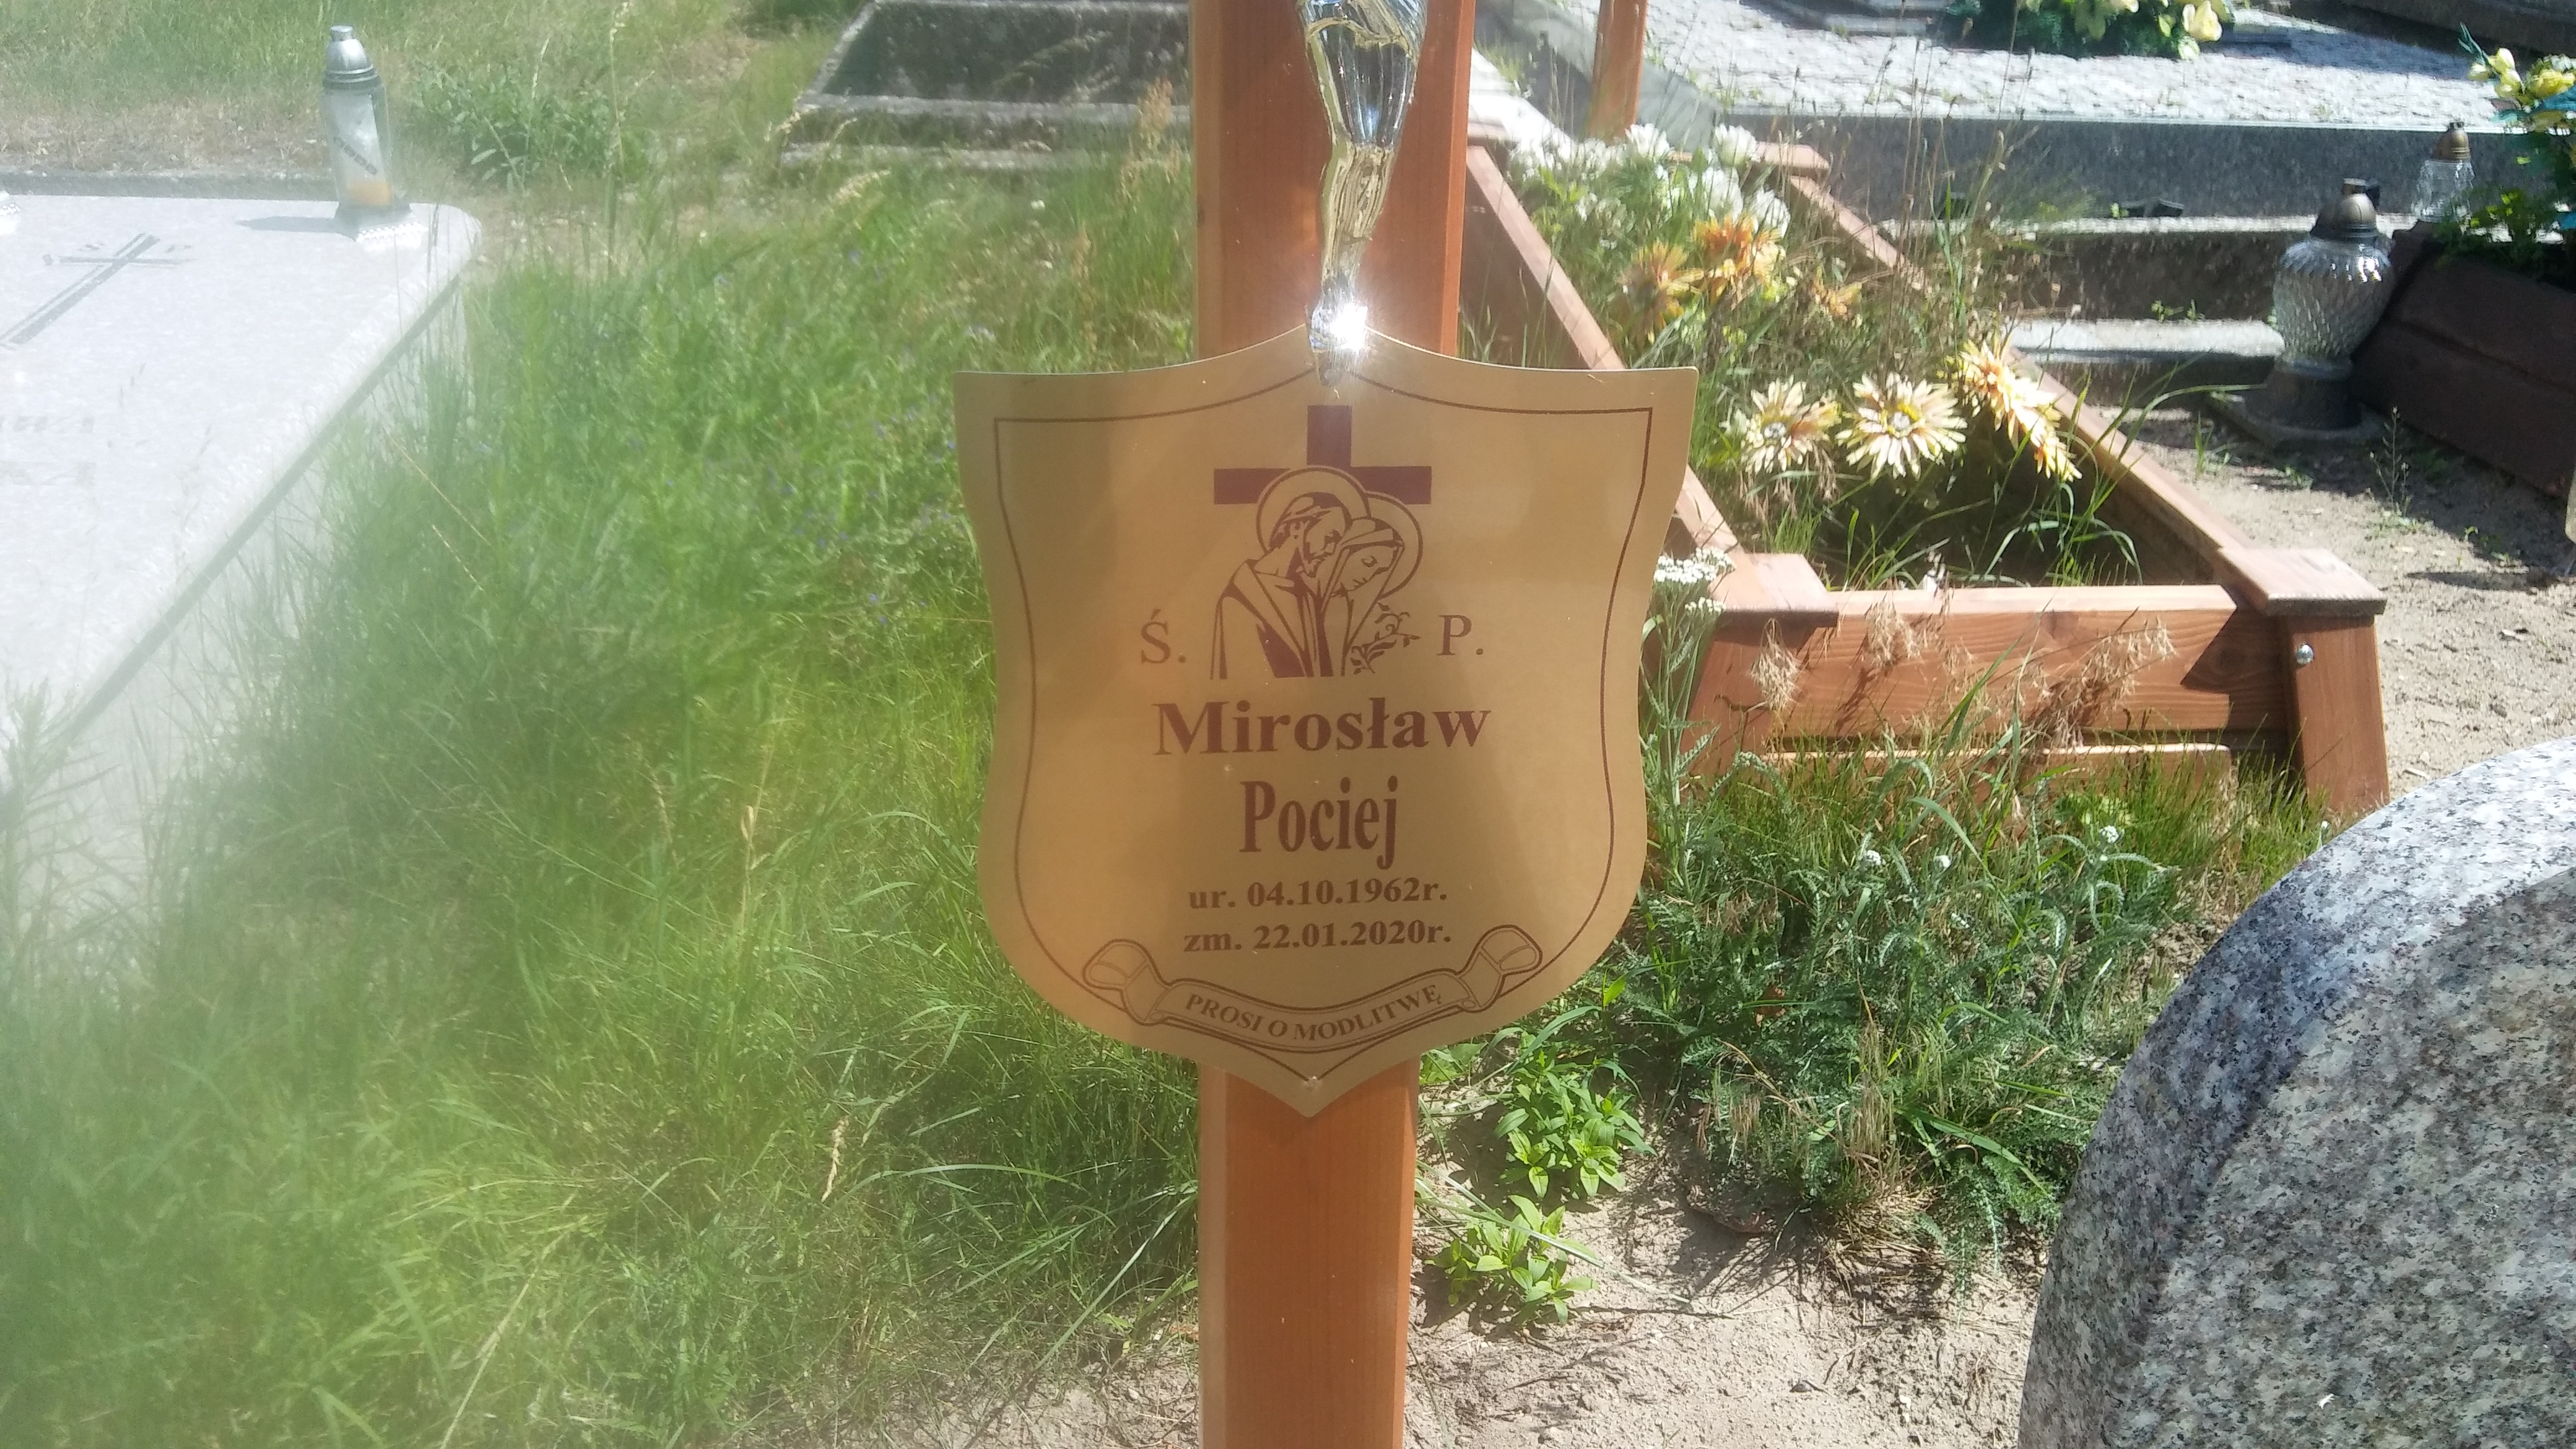 Ś. P.
Mirosław
Pociej
ur. 04.10.1962r.
zm. 22.01.2020r.
PROSI O MODLITWĘ